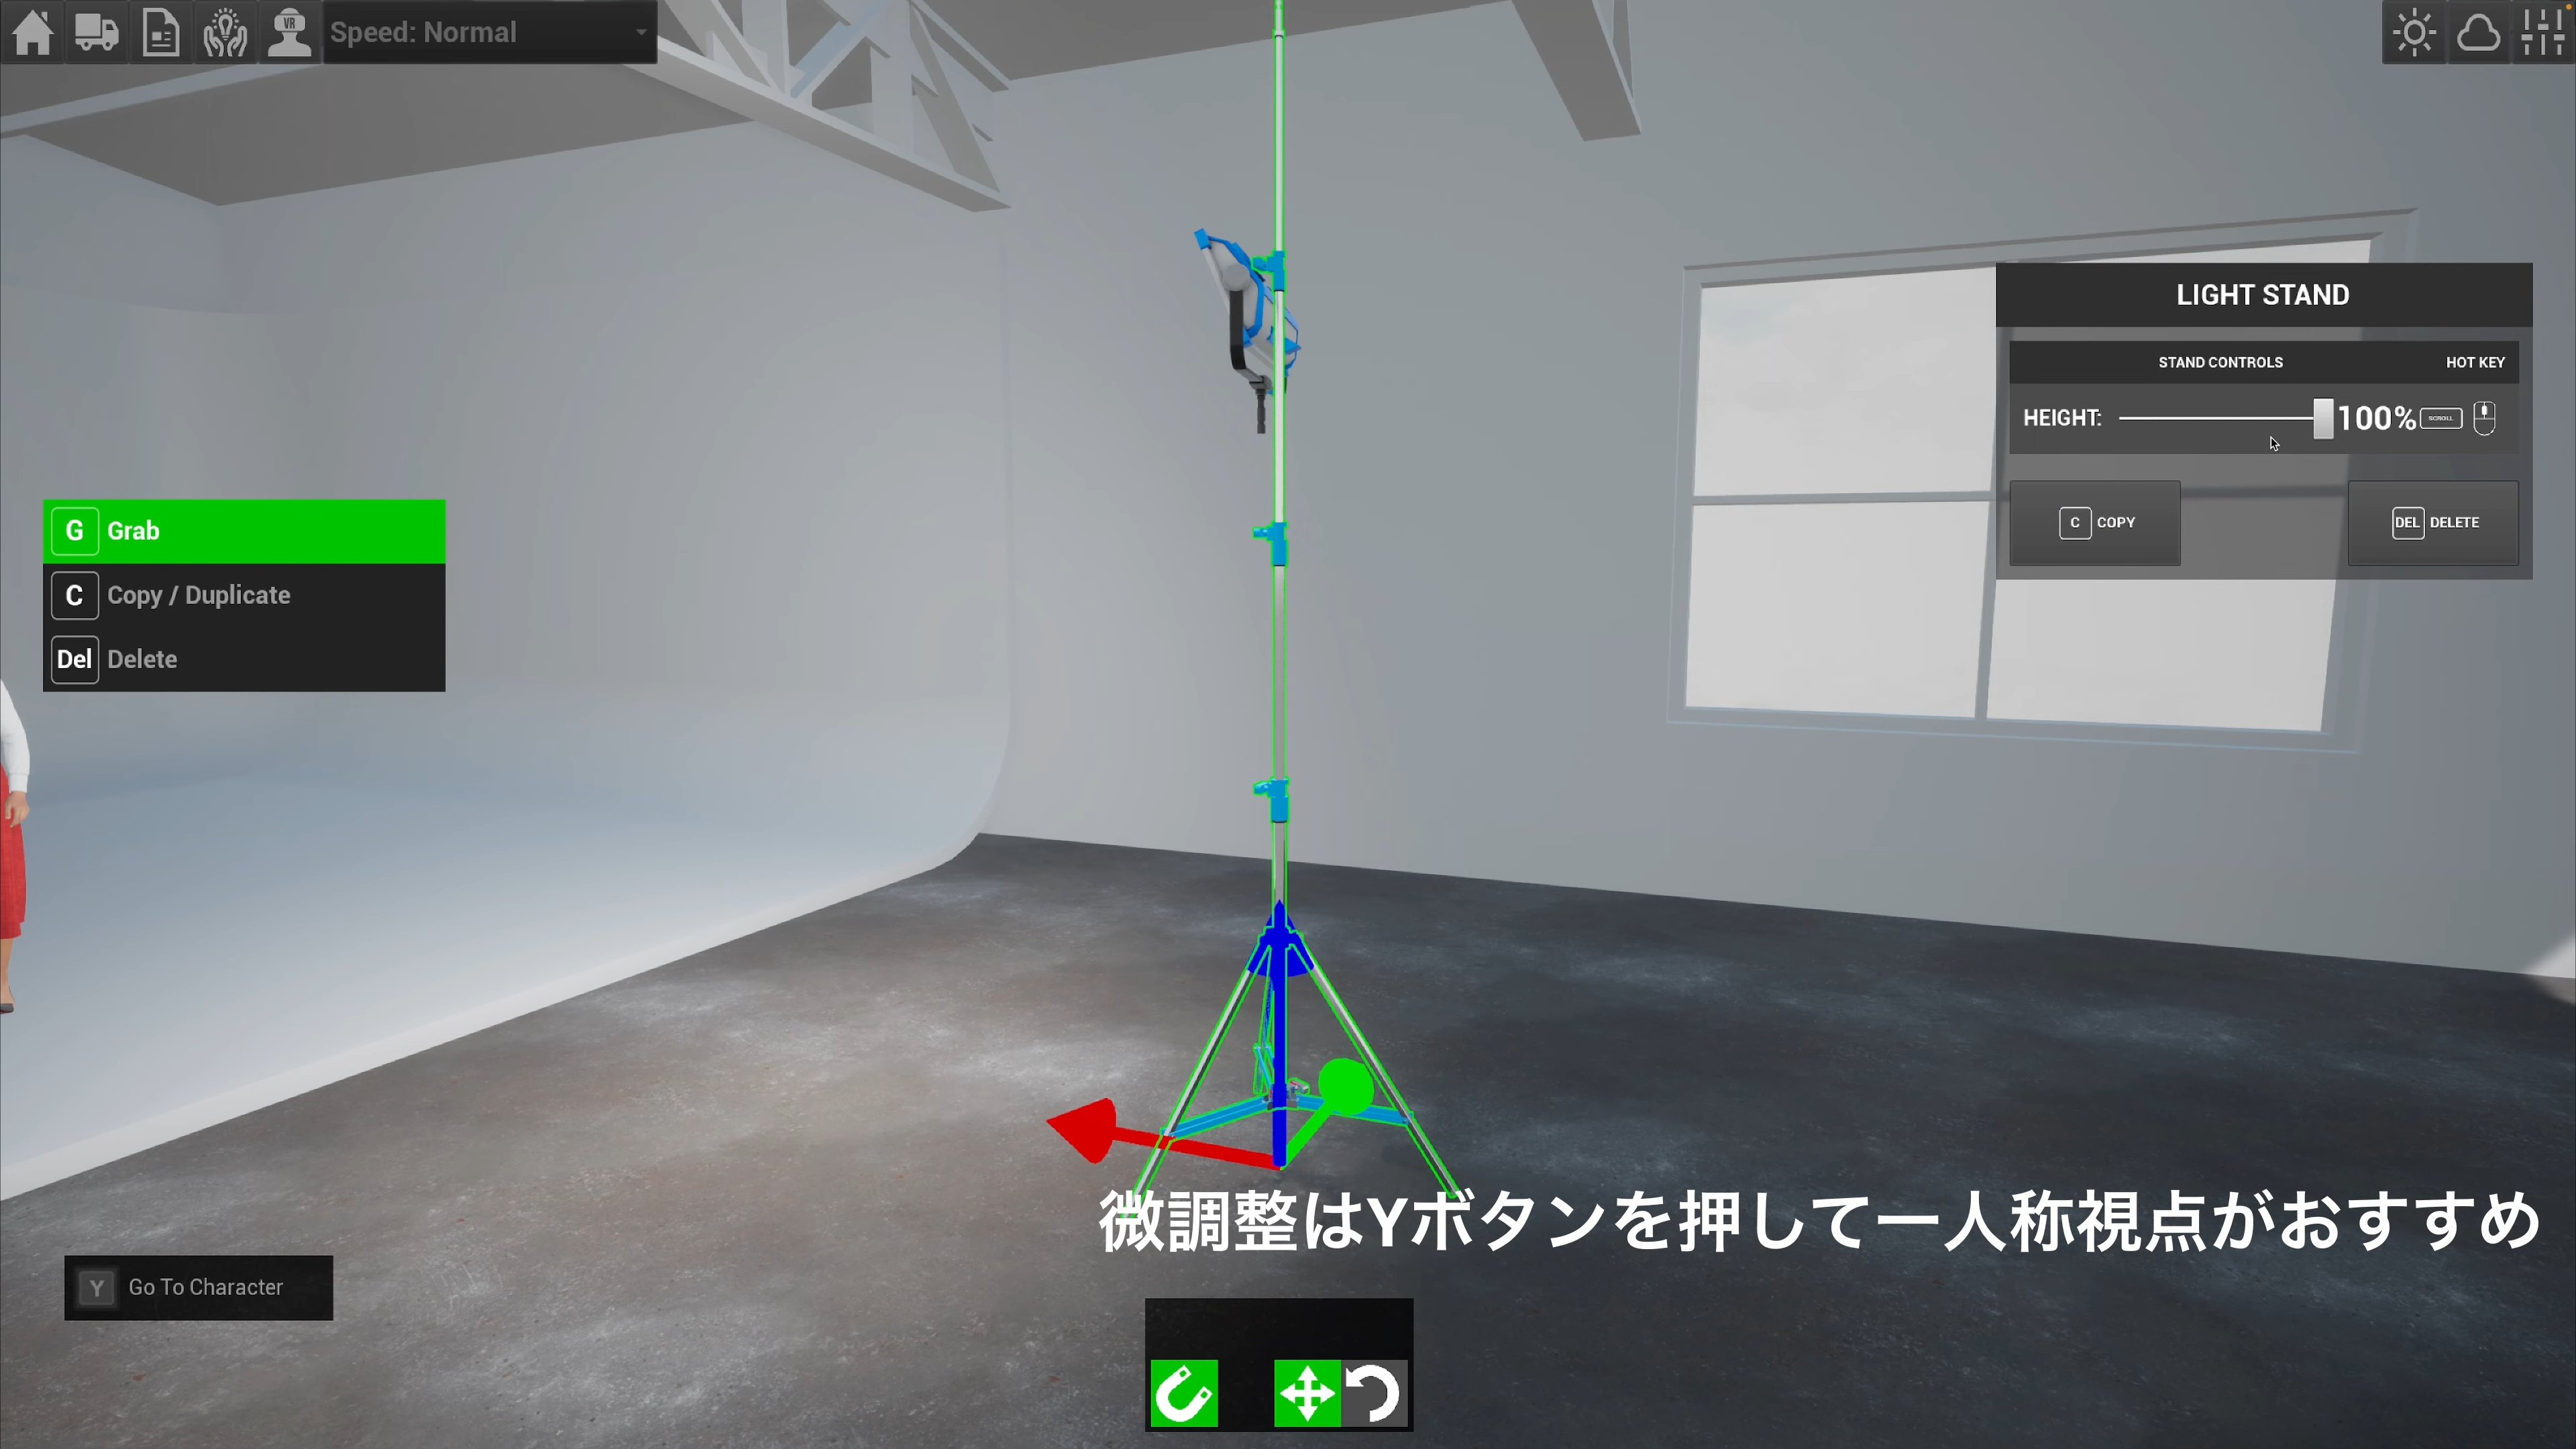 VR
Speed: Normal
LIGHT STAND
STAND CONTROLS HOT KEY
HEIGHT: 100% SCROLL
C COPY DEL DELETE
G Grab
C Copy / Duplicate
Del Delete
微調整はYボタンを押して一人称視点がおすすめ
Y Go To Character